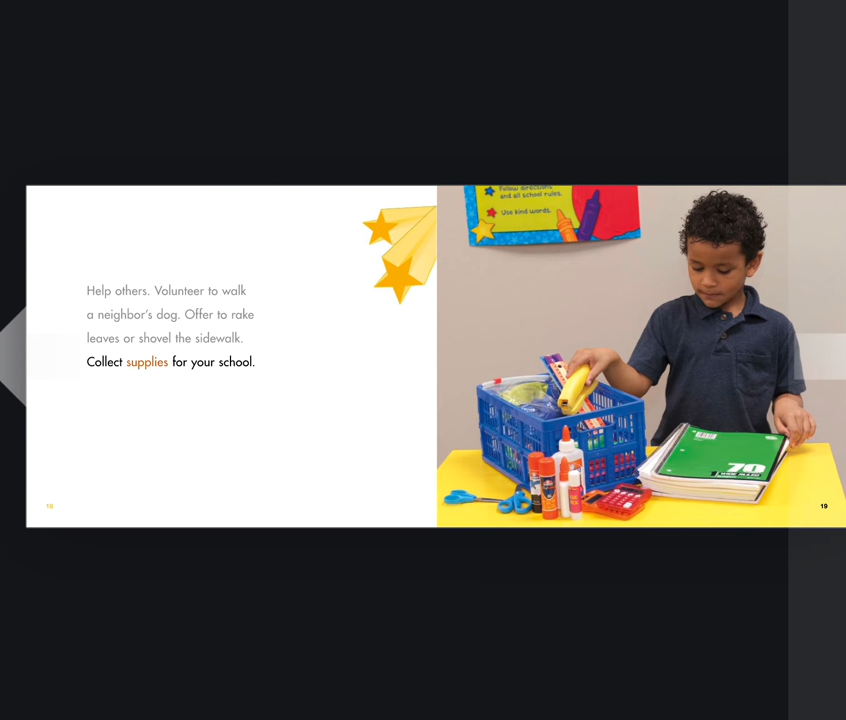 Help others. Volunteer to walk
a neighbor's dog. Offer to rake
leaves or shovel the sidewalk.
Collect supplies for your school.
18
Follow directions
and all school rules.
Use kind words.
70
19